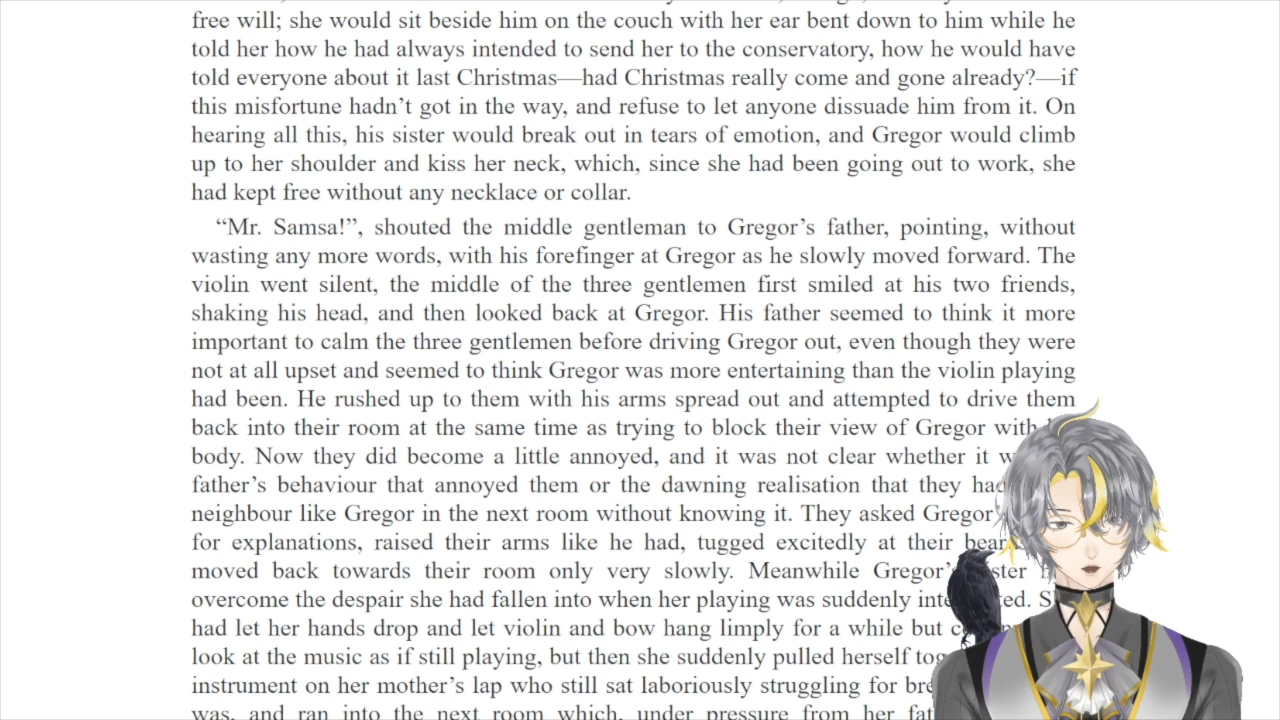 free will; she would sit beside him on the couch with her ear bent down to him while he
told her how he had always intended to send her to the conservatory, how he would have
told everyone about it last Christmas—had Christmas really come and gone already?—if
this misfortune hadn’t got in the way, and refuse to let anyone dissuade him from it. On
hearing all this, his sister would break out in tears of emotion, and Gregor would climb
up to her shoulder and kiss her neck, which, since she had been going out to work, she
had kept free without any necklace or collar.
“Mr. Samsa!”, shouted the middle gentleman to Gregor’s father, pointing, without
wasting any more words, with his forefinger at Gregor as he slowly moved forward. The
violin went silent, the middle of the three gentlemen first smiled at his two friends,
shaking his head, and then looked back at Gregor. His father seemed to think it more
important to calm the three gentlemen before driving Gregor out, even though they were
not at all upset and seemed to think Gregor was more entertaining than the violin playing
had been. He rushed up to them with his arms spread out and attempted to drive them
back into their room at the same time as trying to block their view of Gregor with
body. Now they did become a little annoyed, and it was not clear whether it
father’s behaviour that annoyed them or the dawning realisation that they
neighbour like Gregor in the next room without knowing it. They asked
for explanations, raised their arms like he had, tugged excitedly at their
moved back towards their room only very slowly. Meanwhile
overcome the despair she had fallen into when her playing was suddenly
had let her hands drop and let violin and bow hang limply for a while but
look at the music as if still playing, but then she suddenly pulled herself
instrument on her mother’s lap who still sat laboriously struggling for
was, and ran into the next room which, under pressure from her